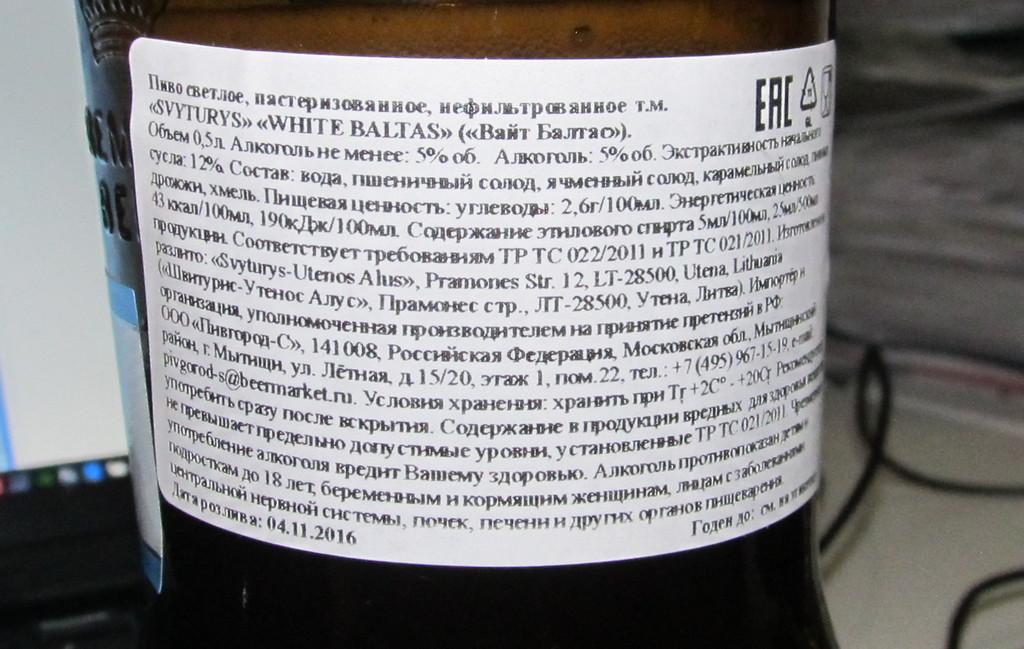 Пиво светлое, пастеризованное, нефильтрованное т.м.
«SVYTURYS» «WHITE BALTAS» («Вайт Балтас»).
Объем 0,5л. Алкоголь не менее: 5% об. Алкоголь: 5% об. Экстрактивность начального
сусла: 12%. Состав: вода, пшеничный солод, ячменный солод, карамельный солод,
дрожжи, хмель. Пищевая ценность: углеводы: 2,6г/100мл. Энергетическая ценность
43 ккал/100мл, 190кДж/100мл. Содержание этилового спирта 5мл/100мл, 25мл/500мл
продукции. Соответствует требованиям ТР ТС 022/2011 и ТР ТС 021/2011. Изготовлено и
разлито: «Svyturys-Utenos Alus», Pramones Str. 12, LT-28500, Utena, Lithuania
(«Швитурис-Утенос Алус», Прамонес стр., ЛТ-28500, Утена, Литва). Импортёр и
организация, уполномоченная производителем на принятие претензий в РФ:
ООО «Пивгород-С», 141008, Российская Федерация, Московская обл., Мытищинский
район, г. Мытищи, ул. Лётная, д.15/20, этаж 1, пом.22, тел.: +7 (495) 967-15-19, e-mail:
pivgorod-s@beermarket.ru. Условия хранения: хранить при Тт +2С° - +20С
употребить сразу после вскрытия. Содержание в продукции вредных для здоровья
не превышает предельно допустимые уровни, установленные ТР ТС 021/2011. Чрезмерное
употребление алкоголя вредит Вашему здоровью. Алкоголь противопоказан детям и
подросткам до 18 лет, беременным и кормящим женщинам, лицам с заболеваниями
центральной нервной системы, почек, печени и других органов пищеварения.
Дата розлива: 04.11.2016 Годен до: см. на
EAC
GL